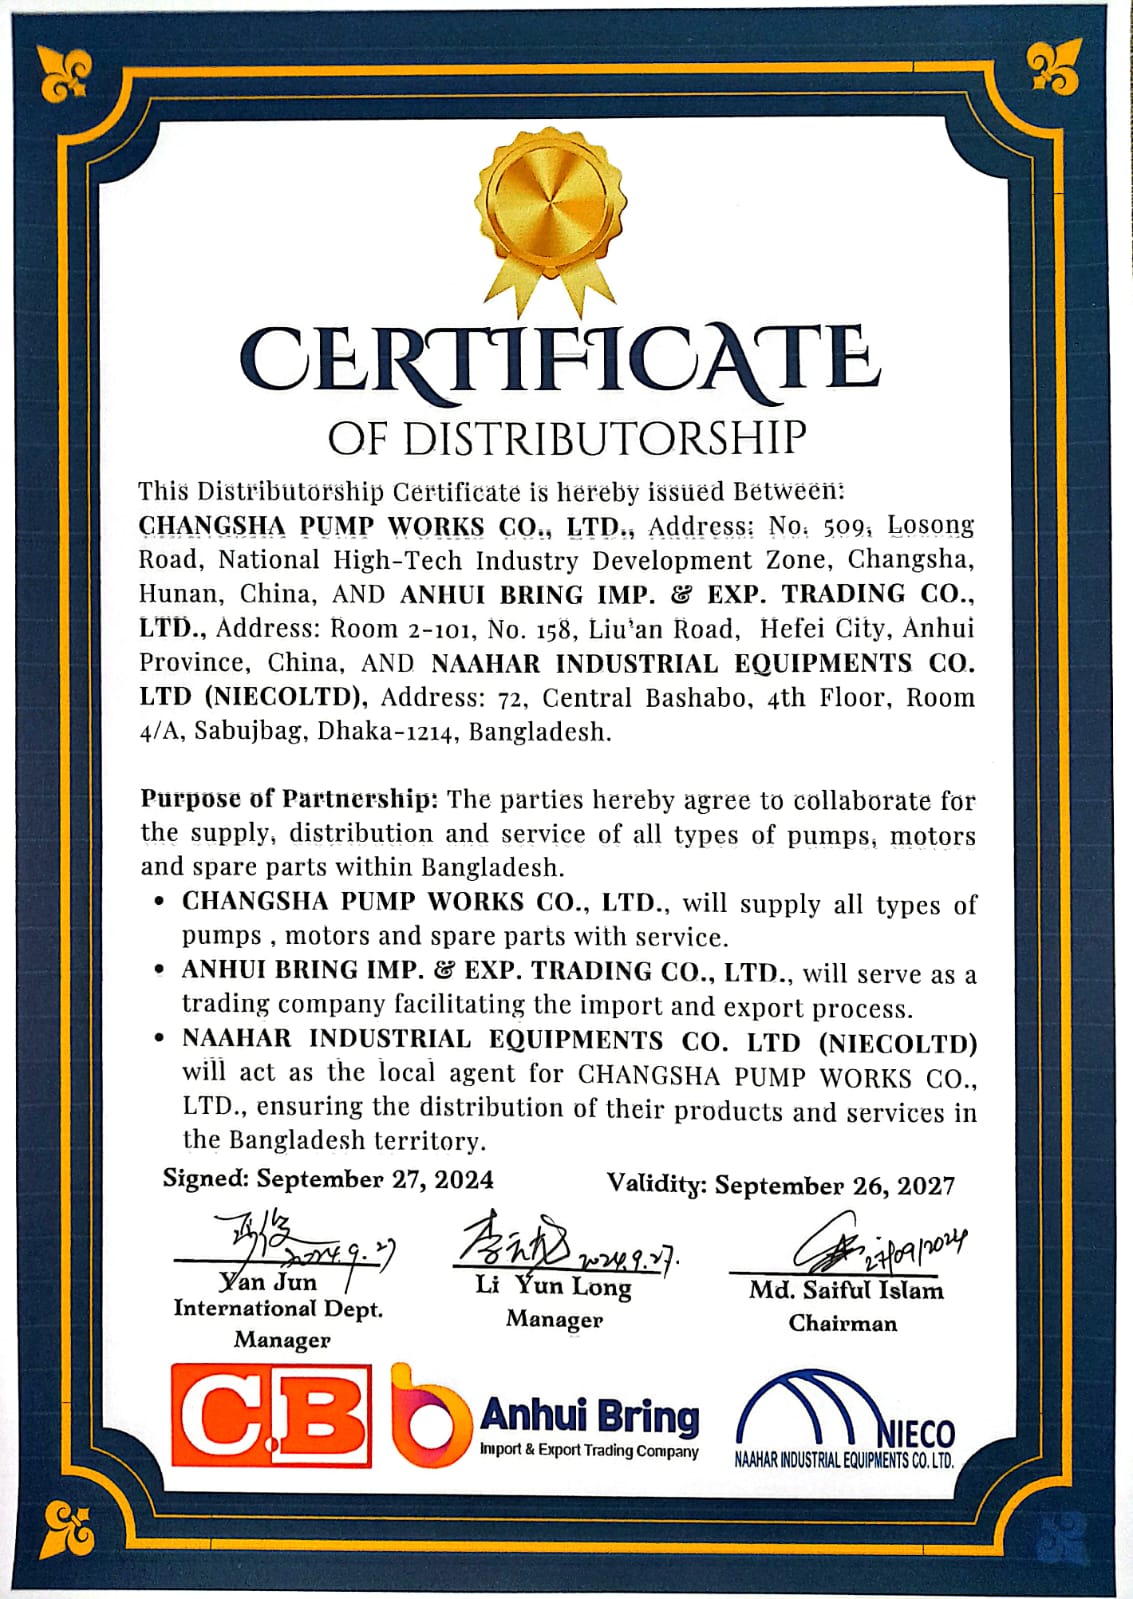 CERTIFICATE
OF DISTRIBUTORSHIP
This Distributorship Certificate is hereby issued Between:
CHANGSHA PUMP WORKS CO., LTD., Address: No. 509, Losong
Road, National High-Tech Industry Development Zone, Changsha,
Hunan, China, AND ANHUI BRING IMP. & EXP. TRADING CO.,
LTD., Address: Room 2-101, No. 158, Liu'an Road, Hefei City, Anhui
Province, China, AND NAAHAR INDUSTRIAL EQUIPMENTS CO.
LTD (NIECOLTD), Address: 72, Central Bashabo, 4th Floor, Room
4/A, Sabujbag, Dhaka-1214, Bangladesh.
Purpose of Partnership: The parties hereby agree to collaborate for
the supply, distribution and service of all types of pumps, motors
and spare parts within Bangladesh.
• CHANGSHA PUMP WORKS CO., LTD., will supply all types of
pumps , motors and spare parts with service.
• ANHUI BRING IMP. & EXP. TRADING CO., LTD., will serve as a
trading company facilitating the import and export process.
• NAAHAR INDUSTRIAL EQUIPMENTS CO. LTD (NIECOLTD)
will act as the local agent for CHANGSHA PUMP WORKS CO.,
LTD., ensuring the distribution of their products and services in
the Bangladesh territory.
Signed: September 27, 2024 Validity: September 26, 2027
2024.9.27 李云龙 2024.9.27. 27/09/2024
Yan Jun Li Yun Long Md. Saiful Islam
International Dept. Manager Chairman
Manager
C.B Anhui Bring NIECO
Import & Export Trading Company NAAHAR INDUSTRIAL EQUIPMENTS CO. LTD.